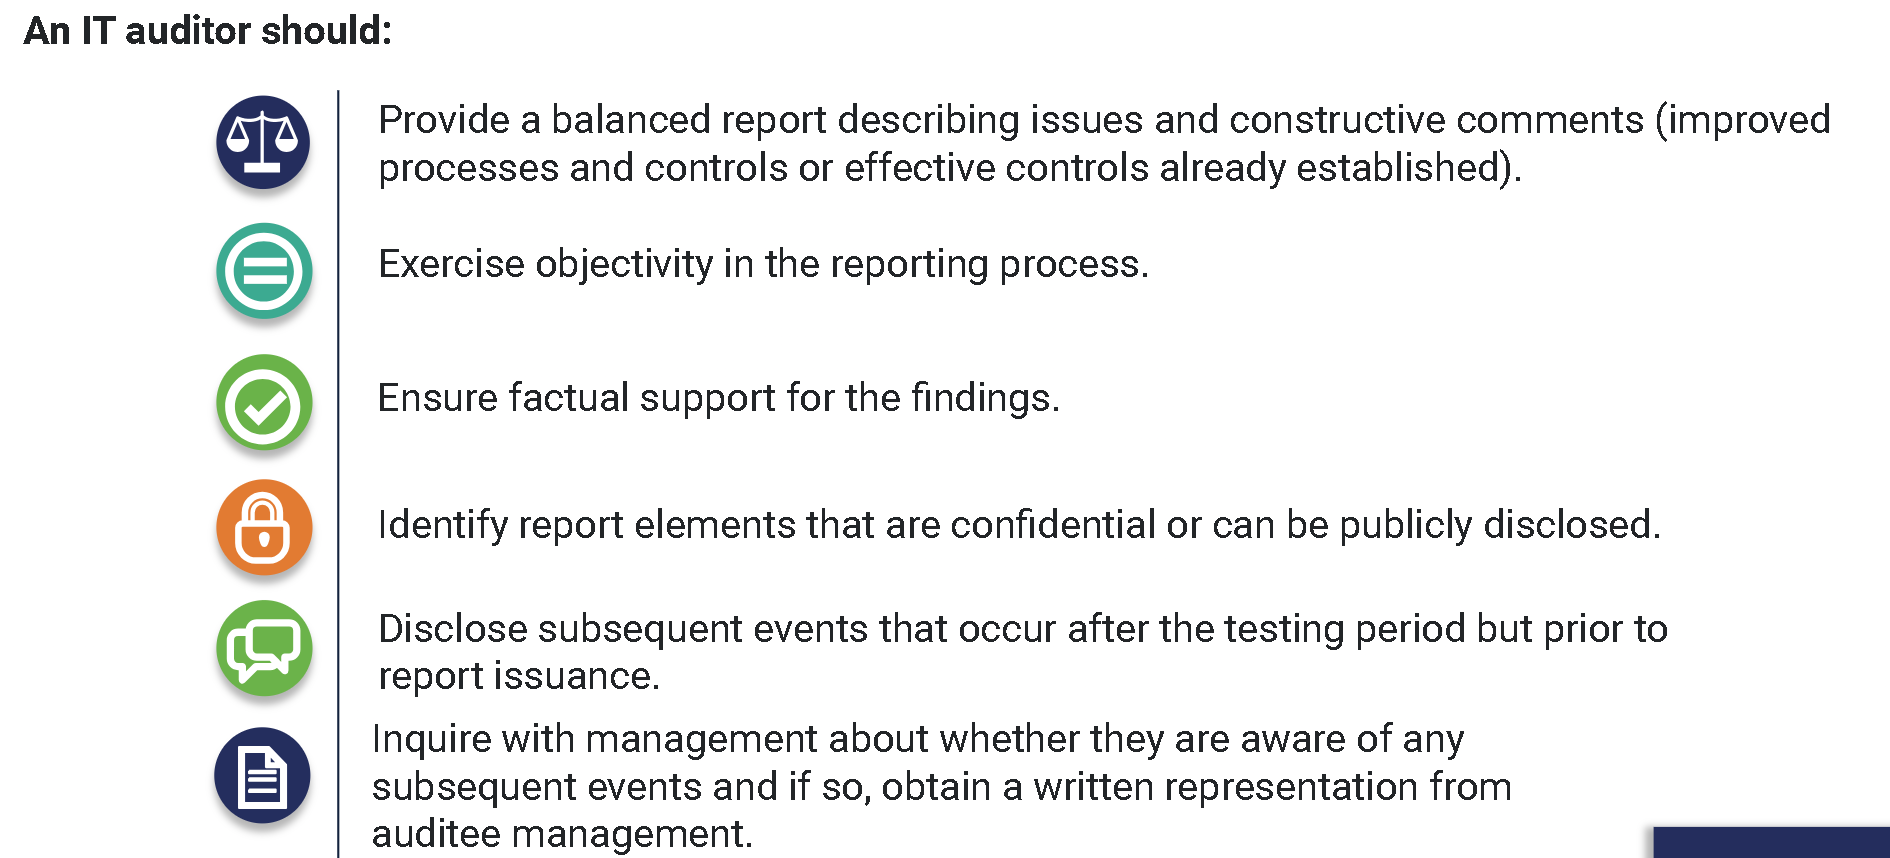 An IT auditor should:
Provide a balanced report describing issues and constructive comments (improved
processes and controls or effective controls already established).
Exercise objectivity in the reporting process.
Ensure factual support for the findings.
Identify report elements that are confidential or can be publicly disclosed.
Disclose subsequent events that occur after the testing period but prior to
report issuance.
Inquire with management about whether they are aware of any
subsequent events and if so, obtain a written representation from
auditee management.